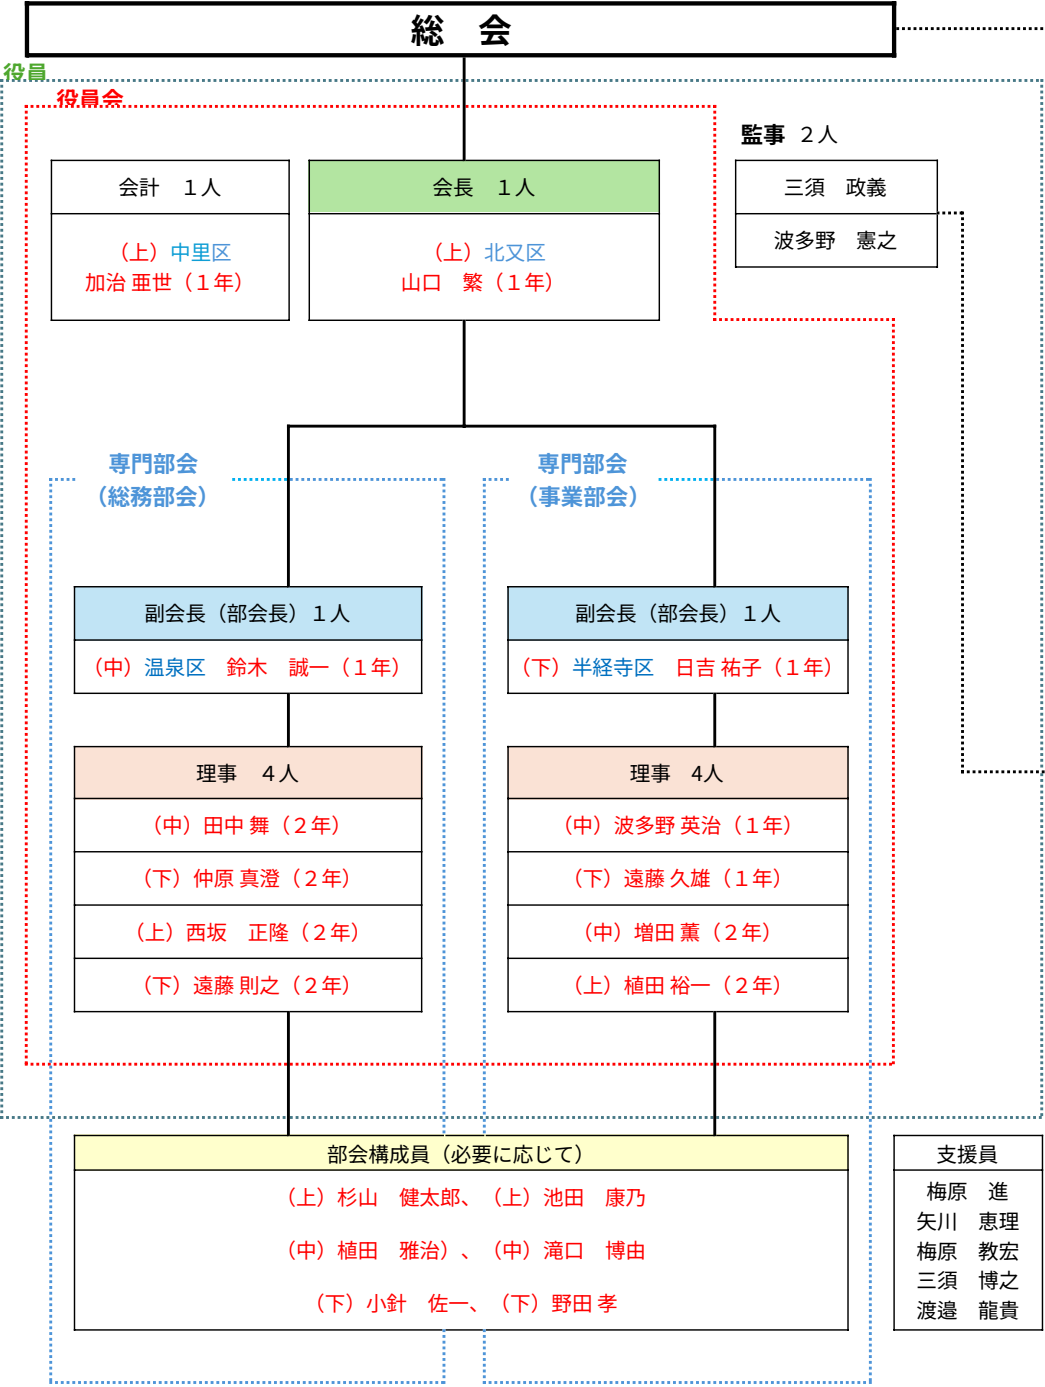 総　会
役員
役員会
監事　２人
会計　１人
（上）中里区
加治 亜世（１年）
会長　１人
（上）北又区
山口　繁（１年）
三須　政義
波多野　憲之
専門部会
（総務部会）
専門部会
（事業部会）
副会長（部会長）１人
（中）温泉区　鈴木　誠一（１年）
副会長（部会長）１人
（下）半経寺区　日吉 祐子（１年）
理事　４人
（中）田中 舞（２年）
（下）仲原 真澄（２年）
（上）西坂　正隆（２年）
（下）遠藤 則之（２年）
理事　4人
（中）波多野 英治（１年）
（下）遠藤 久雄（１年）
（中）増田 薫（２年）
（上）植田 裕一（２年）
部会構成員（必要に応じて）
（上）杉山　健太郎、（上）池田　康乃
（中）植田　雅治）、（中）滝口　博由
（下）小針　佐一、（下）野田 孝
支援員
梅原　進
矢川　恵理
梅原　教宏
三須　博之
渡邉　龍貴